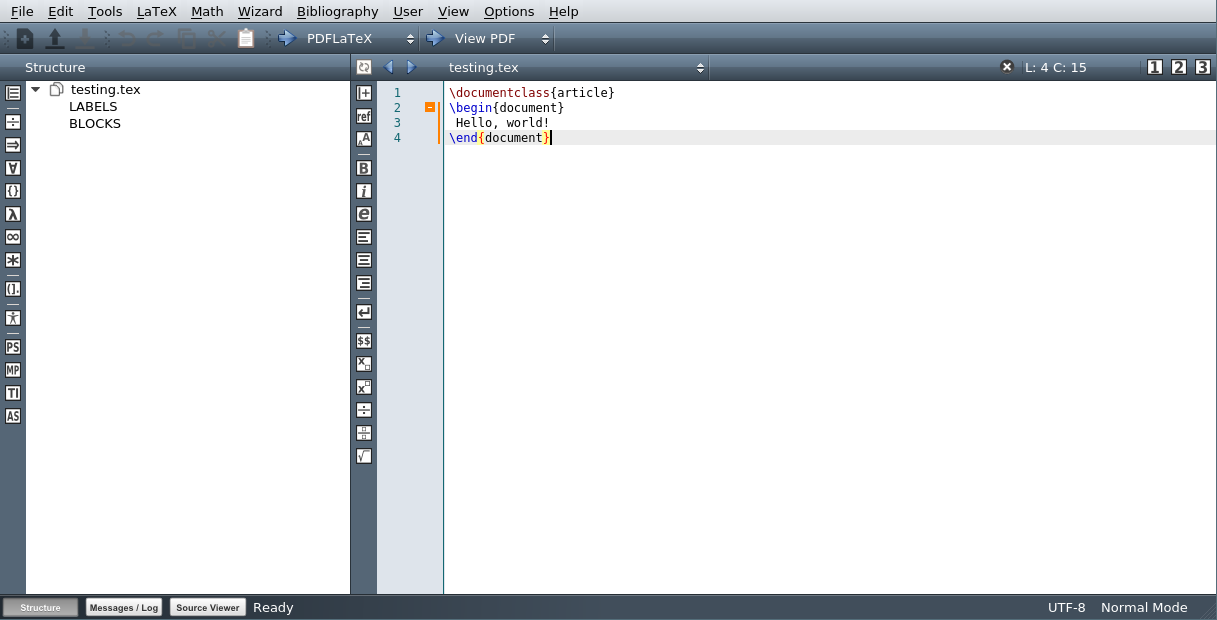 File Edit Tools LaTeX Math Wizard Bibliography User View Options Help
PDFLaTeX View PDF
Structure testing.tex L: 4 C: 15 1 2 3
testing.tex
LABELS
BLOCKS
{}
λ
∞
(].
PS
MP
TI
AS
ref
AA
B
i
e
$$
x
x
1 \documentclass{article}
2 \begin{document}
3 Hello, world!
4 \end{document}
Structure Messages / Log Source Viewer Ready UTF-8 Normal Mode